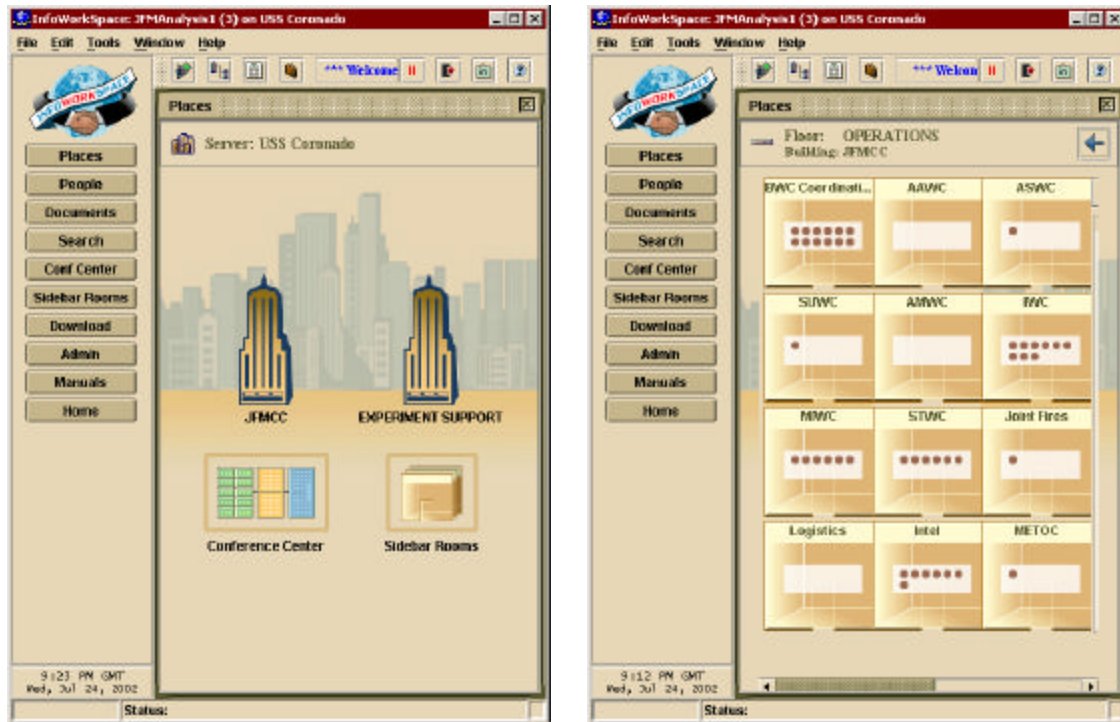 InfoWorkSpace: JFMAnalysis1 (3) on USS Coronado
File Edit Tools Window Help
*** Welcome
INFOWORKSPACE
Places
People
Documents
Search
Conf Center
Sidebar Rooms
Download
Admin
Manuals
Home
Places
Server: USS Coronado
JFMCC
EXPERIMENT SUPPORT
Conference Center
Sidebar Rooms
9:23 PM GMT
Wed, Jul 24, 2002
Status:
InfoWorkSpace: JFMAnalysis1 (3) on USS Coronado
File Edit Tools Window Help
*** Welcon
INFOWORKSPACE
Places
People
Documents
Search
Conf Center
Sidebar Rooms
Download
Admin
Manuals
Home
Places
Floor: OPERATIONS
Building: JFMCC
BWC Coordinati... AAWC ASWC
SUWC AMWC IWC
MIWC STWC Joint Fires
Logistics Intel METOC
9:12 PM GMT
Wed, Jul 24, 2002
Status: